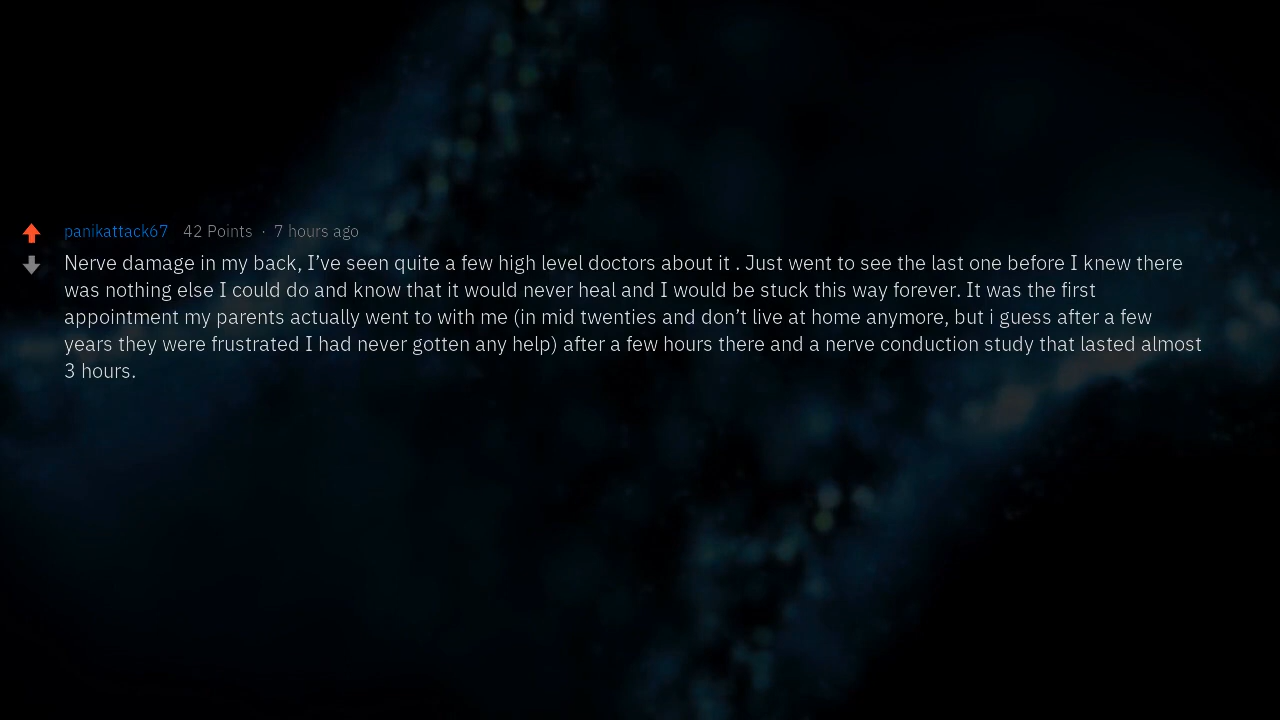 panikattack67 42 Points · 7 hours ago
Nerve damage in my back, I’ve seen quite a few high level doctors about it . Just went to see the last one before I knew there
was nothing else I could do and know that it would never heal and I would be stuck this way forever. It was the first
appointment my parents actually went to with me (in mid twenties and don’t live at home anymore, but i guess after a few
years they were frustrated I had never gotten any help) after a few hours there and a nerve conduction study that lasted almost
3 hours.